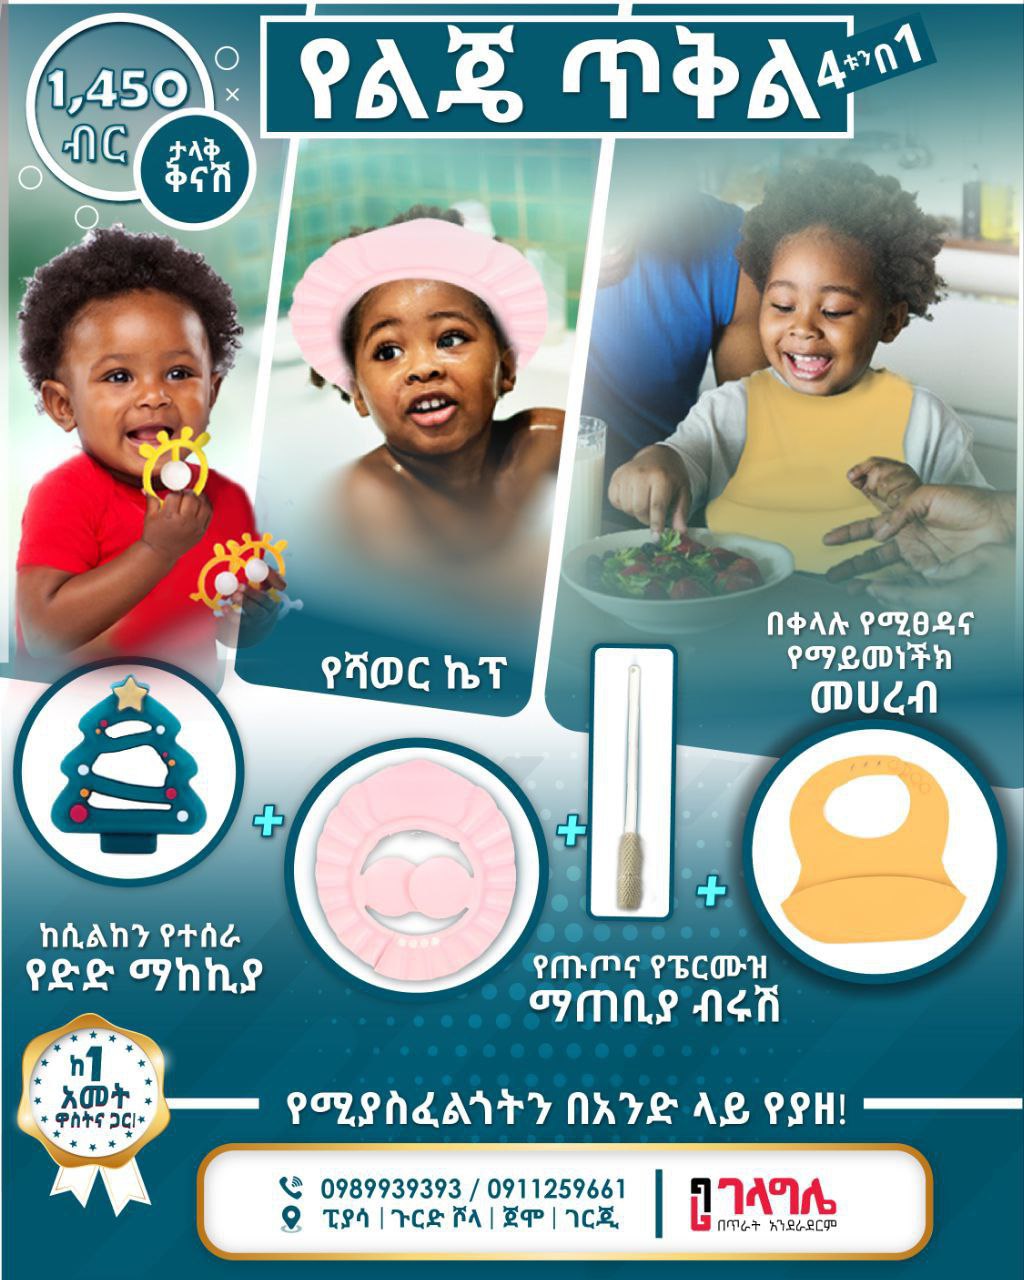 1,450
ብር
ታላቅ
ቅናሽ
የልጄ ጥቅል 4ቱን በ1
የሻወር ኬፕ
በቀላሉ የሚፀዳና
የማይመነችክ
መሀረብ
ከሲልከን የተሰራ
የድድ ማከኪያ
የጡጦና የፔርሙዝ
ማጠቢያ ብሩሽ
ከ1
አመት
ዋስትና ጋር!
የሚያስፈልጎትን በአንድ ላይ የያዘ!
0989939393 / 0911259661
ፒያሳ | ጉርድ ሾላ | ጀሞ | ገርጂ
ገላግሌ
በጥራት አንደራደርም